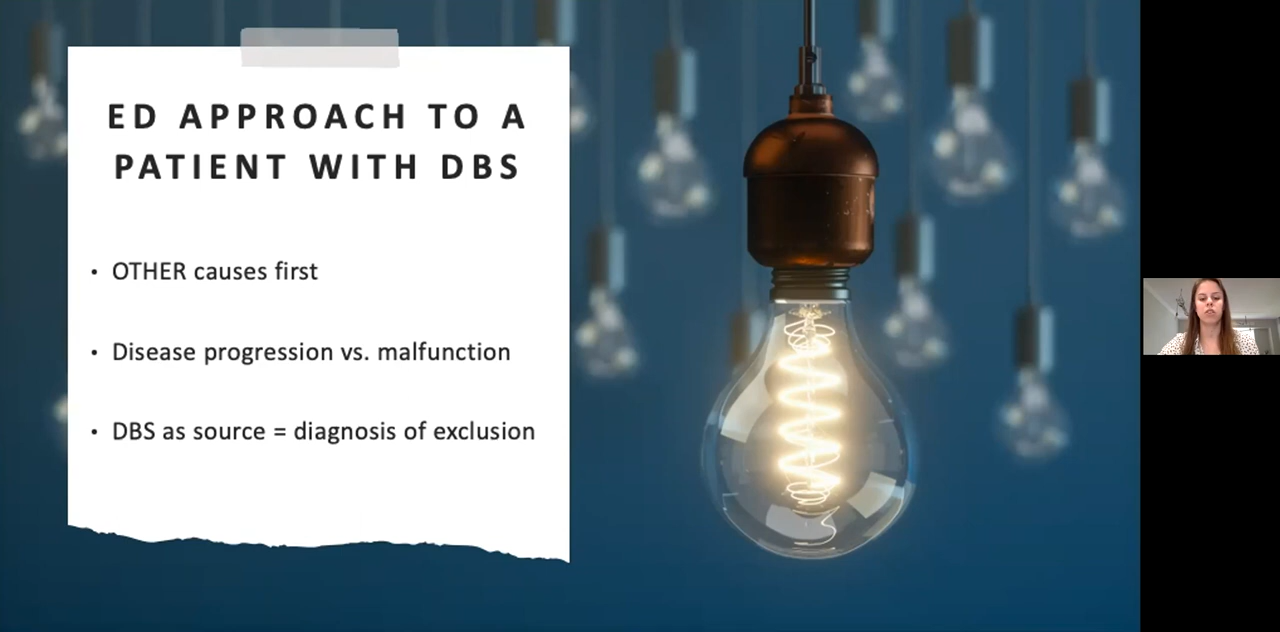 ED APPROACH TO A
PATIENT WITH DBS
• OTHER causes first
• Disease progression vs. malfunction
• DBS as source = diagnosis of exclusion